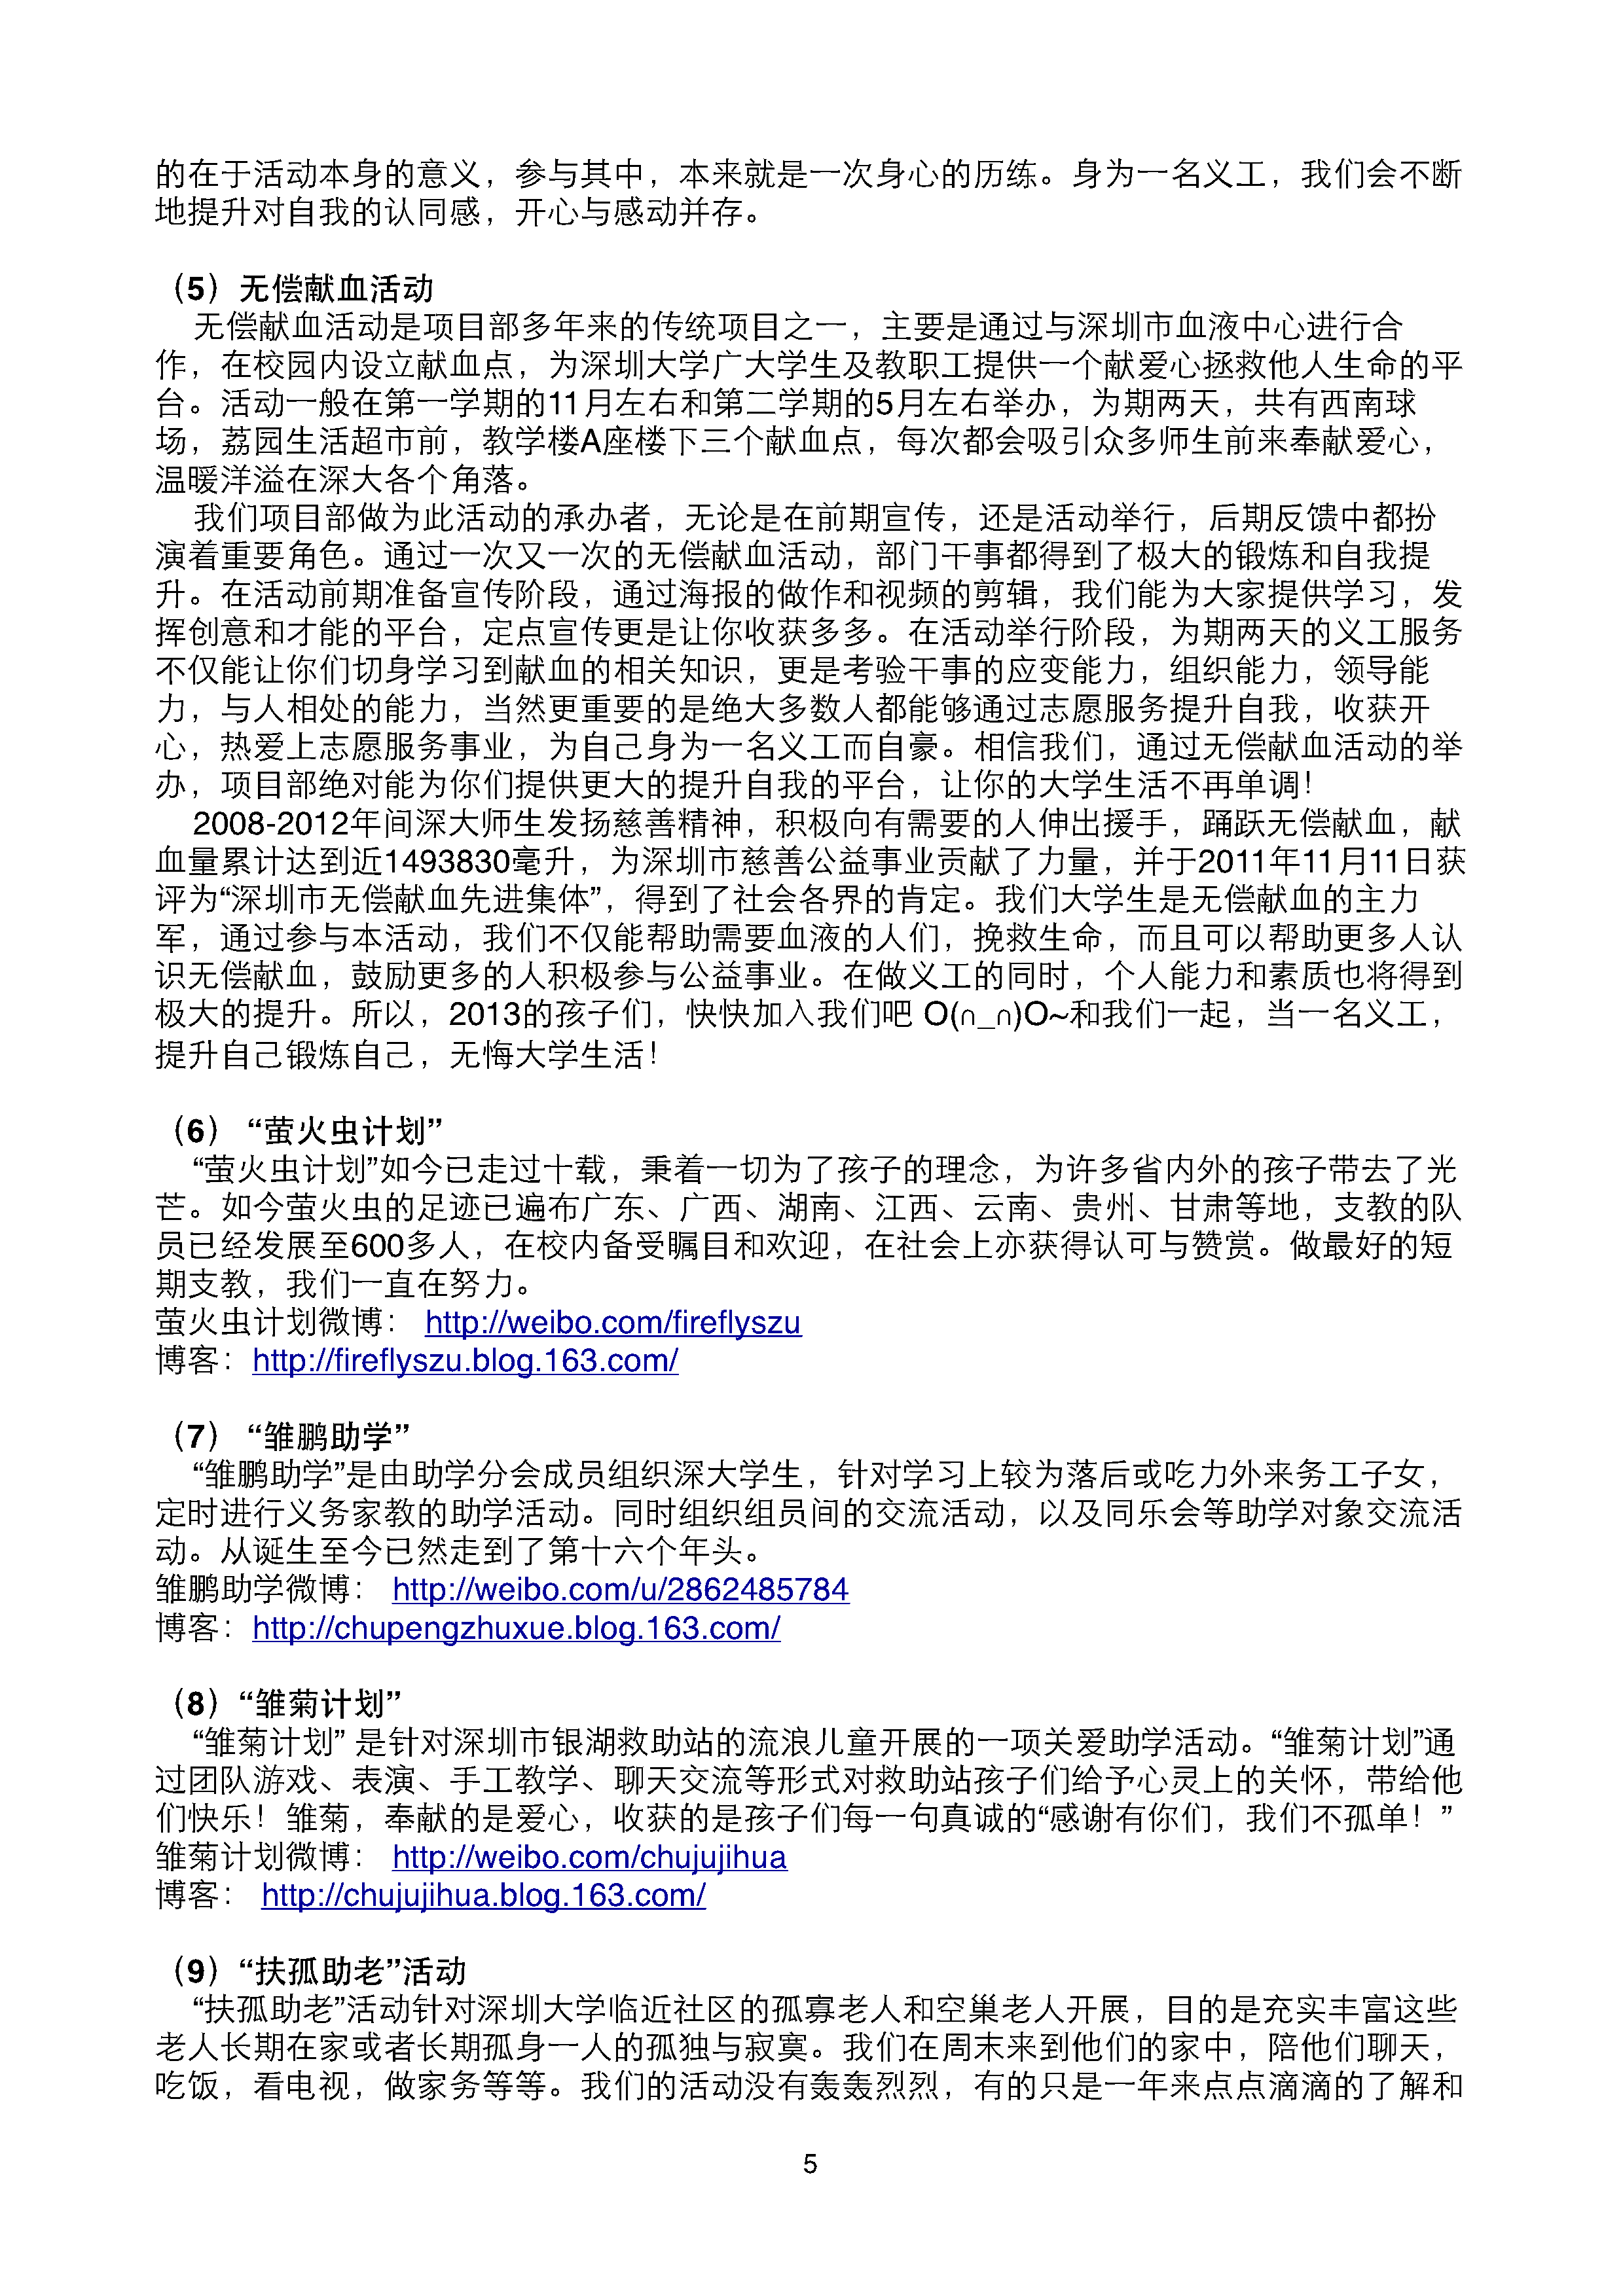 的在于活动本身的意义，参与其中，本来就是一次身心的历练。身为一名义工，我们会不断
地提升对自我的认同感，开心与感动并存。
（5）无偿献血活动
无偿献血活动是项目部多年来的传统项目之一，主要是通过与深圳市血液中心进行合
作，在校园内设立献血点，为深圳大学广大学生及教职工提供一个献爱心拯救他人生命的平
台。活动一般在第一学期的11月左右和第二学期的5月左右举办，为期两天，共有西南球
场，荔园生活超市前，教学楼A座楼下三个献血点，每次都会吸引众多师生前来奉献爱心，
温暖洋溢在深大各个角落。
我们项目部做为此活动的承办者，无论是在前期宣传，还是活动举行，后期反馈中都扮
演着重要角色。通过一次又一次的无偿献血活动，部门干事都得到了极大的锻炼和自我提
升。在活动前期准备宣传阶段，通过海报的做作和视频的剪辑，我们能为大家提供学习，发
挥创意和才能的平台，定点宣传更是让你收获多多。在活动举行阶段，为期两天的义工服务
不仅能让你们切身学习到献血的相关知识，更是考验干事的应变能力，组织能力，领导能
力，与人相处的能力，当然更重要的是绝大多数人都能够通过志愿服务提升自我，收获开
心，热爱上志愿服务事业，为自己身为一名义工而自豪。相信我们，通过无偿献血活动的举
办，项目部绝对能为你们提供更大的提升自我的平台，让你的大学生活不再单调！
2008-2012年间深大师生发扬慈善精神，积极向有需要的人伸出援手，踊跃无偿献血，献
血量累计达到近1493830毫升，为深圳市慈善公益事业贡献了力量，并于2011年11月11日获
评为“深圳市无偿献血先进集体”，得到了社会各界的肯定。我们大学生是无偿献血的主力
军，通过参与本活动，我们不仅能帮助需要血液的人们，挽救生命，而且可以帮助更多人认
识无偿献血，鼓励更多的人积极参与公益事业。在做义工的同时，个人能力和素质也将得到
极大的提升。所以，2013的孩子们，快快加入我们吧 O(∩_∩)O~和我们一起，当一名义工，
提升自己锻炼自己，无悔大学生活！
（6） “萤火虫计划”
“萤火虫计划”如今已走过十载，秉着一切为了孩子的理念，为许多省内外的孩子带去了光
芒。如今萤火虫的足迹已遍布广东、广西、湖南、江西、云南、贵州、甘肃等地，支教的队
员已经发展至600多人，在校内备受瞩目和欢迎，在社会上亦获得认可与赞赏。做最好的短
期支教，我们一直在努力。
萤火虫计划微博： http://weibo.com/fireflyszu
博客：http://fireflyszu.blog.163.com/
（7） “雏鹏助学”
“雏鹏助学”是由助学分会成员组织深大学生，针对学习上较为落后或吃力外来务工子女，
定时进行义务家教的助学活动。同时组织组员间的交流活动，以及同乐会等助学对象交流活
动。从诞生至今已然走到了第十六个年头。
雏鹏助学微博： http://weibo.com/u/2862485784
博客：http://chupengzhuxue.blog.163.com/
（8）“雏菊计划”
“雏菊计划” 是针对深圳市银湖救助站的流浪儿童开展的一项关爱助学活动。“雏菊计划”通
过团队游戏、表演、手工教学、聊天交流等形式对救助站孩子们给予心灵上的关怀，带给他
们快乐！雏菊，奉献的是爱心，收获的是孩子们每一句真诚的“感谢有你们，我们不孤单！”
雏菊计划微博： http://weibo.com/chujujihua
博客： http://chujujihua.blog.163.com/
（9）“扶孤助老”活动
“扶孤助老”活动针对深圳大学临近社区的孤寡老人和空巢老人开展，目的是充实丰富这些
老人长期在家或者长期孤身一人的孤独与寂寞。我们在周末来到他们的家中，陪他们聊天，
吃饭，看电视，做家务等等。我们的活动没有轰轰烈烈，有的只是一年来点点滴滴的了解和
5